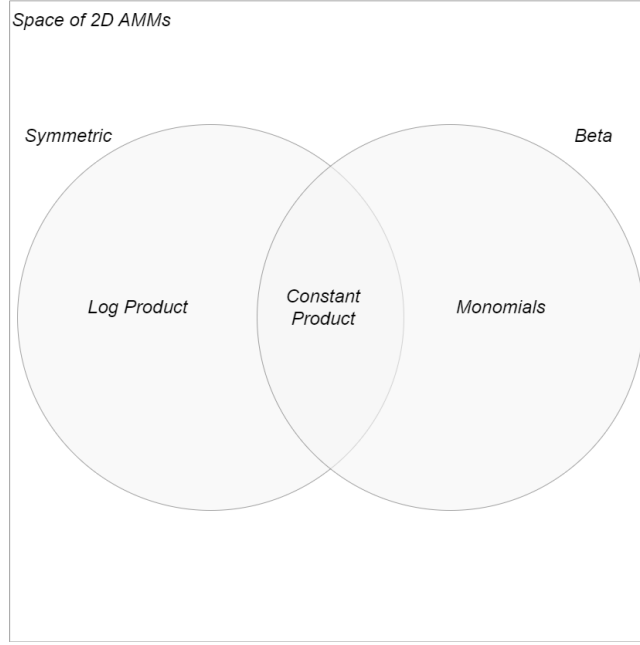 Space of 2D AMMs
Symmetric
Beta
Log Product
Constant
Product
Monomials